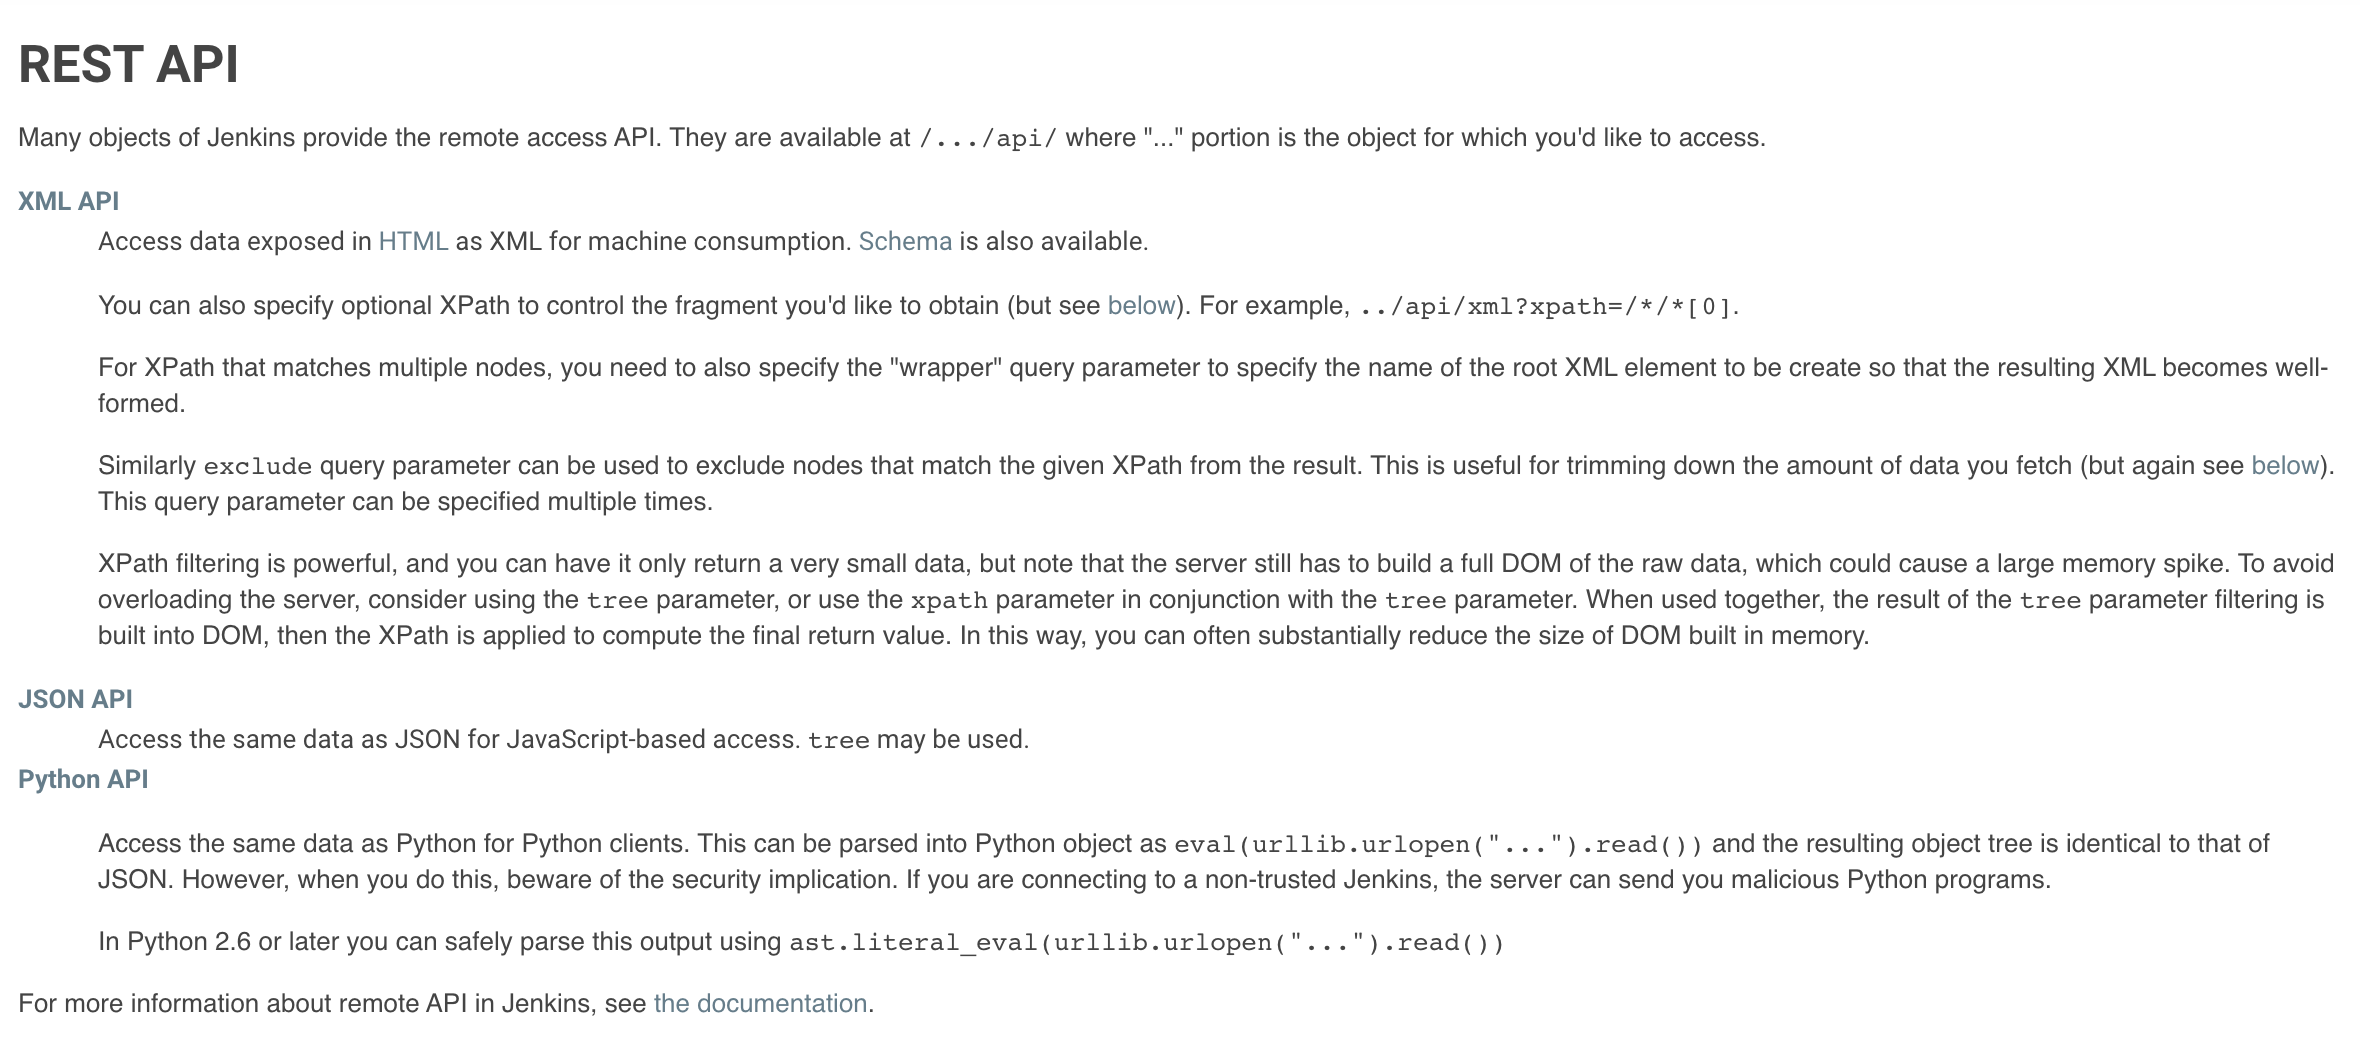 REST API
Many objects of Jenkins provide the remote access API. They are available at /.../api/ where "..." portion is the object for which you'd like to access.
XML API
Access data exposed in HTML as XML for machine consumption. Schema is also available.
You can also specify optional XPath to control the fragment you'd like to obtain (but see below). For example, ../api/xml?xpath=/*/*[0].
For XPath that matches multiple nodes, you need to also specify the "wrapper" query parameter to specify the name of the root XML element to be create so that the resulting XML becomes well-
formed.
Similarly exclude query parameter can be used to exclude nodes that match the given XPath from the result. This is useful for trimming down the amount of data you fetch (but again see below).
This query parameter can be specified multiple times.
XPath filtering is powerful, and you can have it only return a very small data, but note that the server still has to build a full DOM of the raw data, which could cause a large memory spike. To avoid
overloading the server, consider using the tree parameter, or use the xpath parameter in conjunction with the tree parameter. When used together, the result of the tree parameter filtering is
built into DOM, then the XPath is applied to compute the final return value. In this way, you can often substantially reduce the size of DOM built in memory.
JSON API
Access the same data as JSON for JavaScript-based access. tree may be used.
Python API
Access the same data as Python for Python clients. This can be parsed into Python object as eval(urllib.urlopen("...").read()) and the resulting object tree is identical to that of
JSON. However, when you do this, beware of the security implication. If you are connecting to a non-trusted Jenkins, the server can send you malicious Python programs.
In Python 2.6 or later you can safely parse this output using ast.literal_eval(urllib.urlopen("...").read())
For more information about remote API in Jenkins, see the documentation.